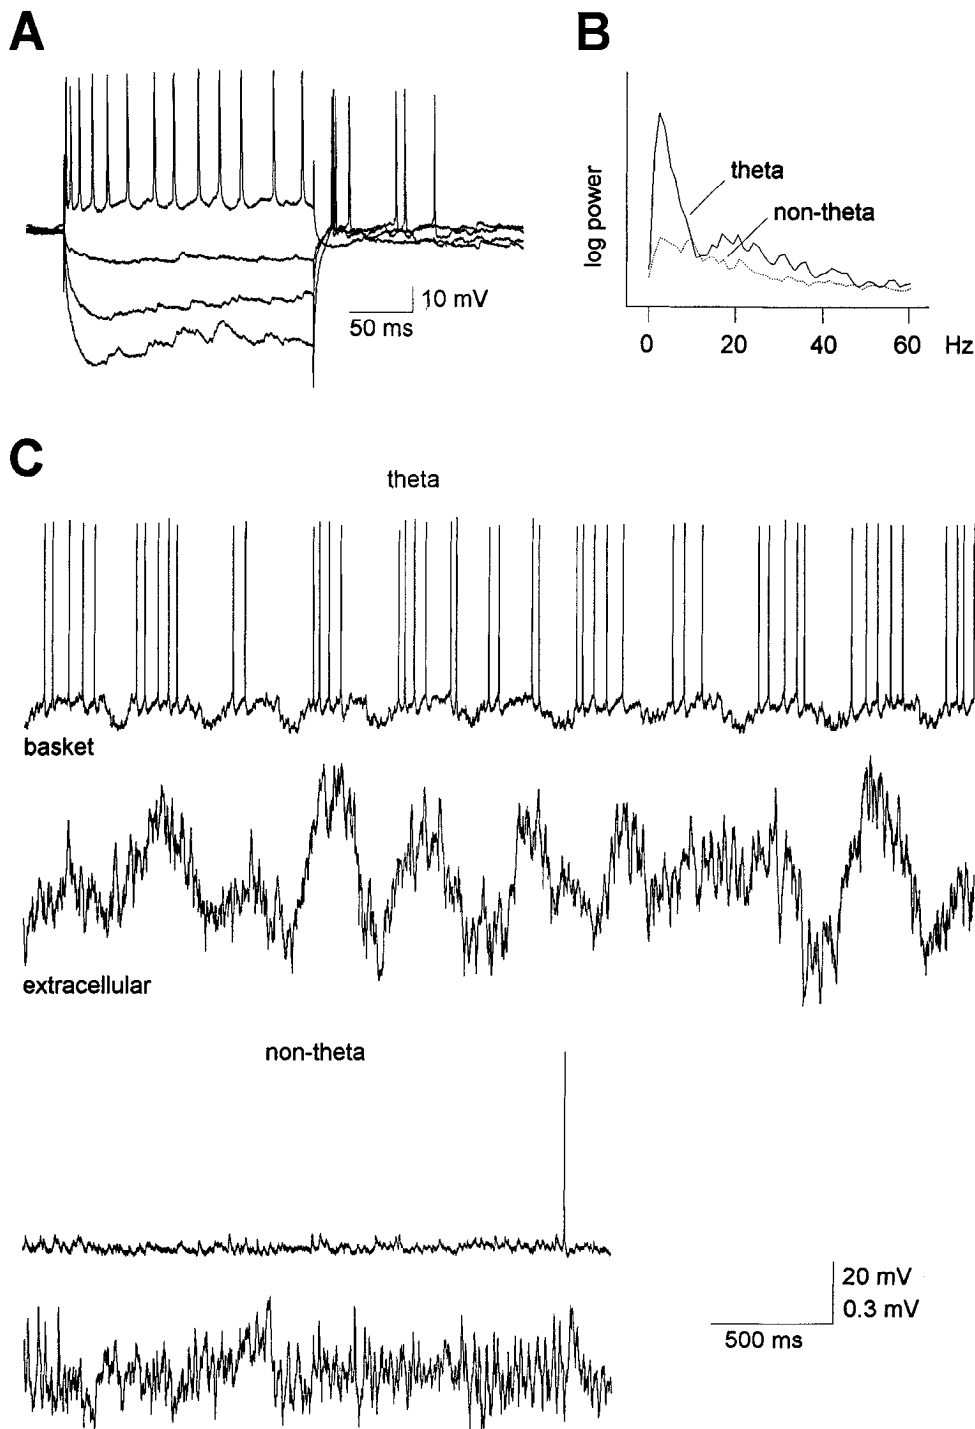 A
B
theta
non-theta
log power
10 mV
50 ms
0 20 40 60 Hz
C
theta
basket
extracellular
non-theta
20 mV
0.3 mV
500 ms